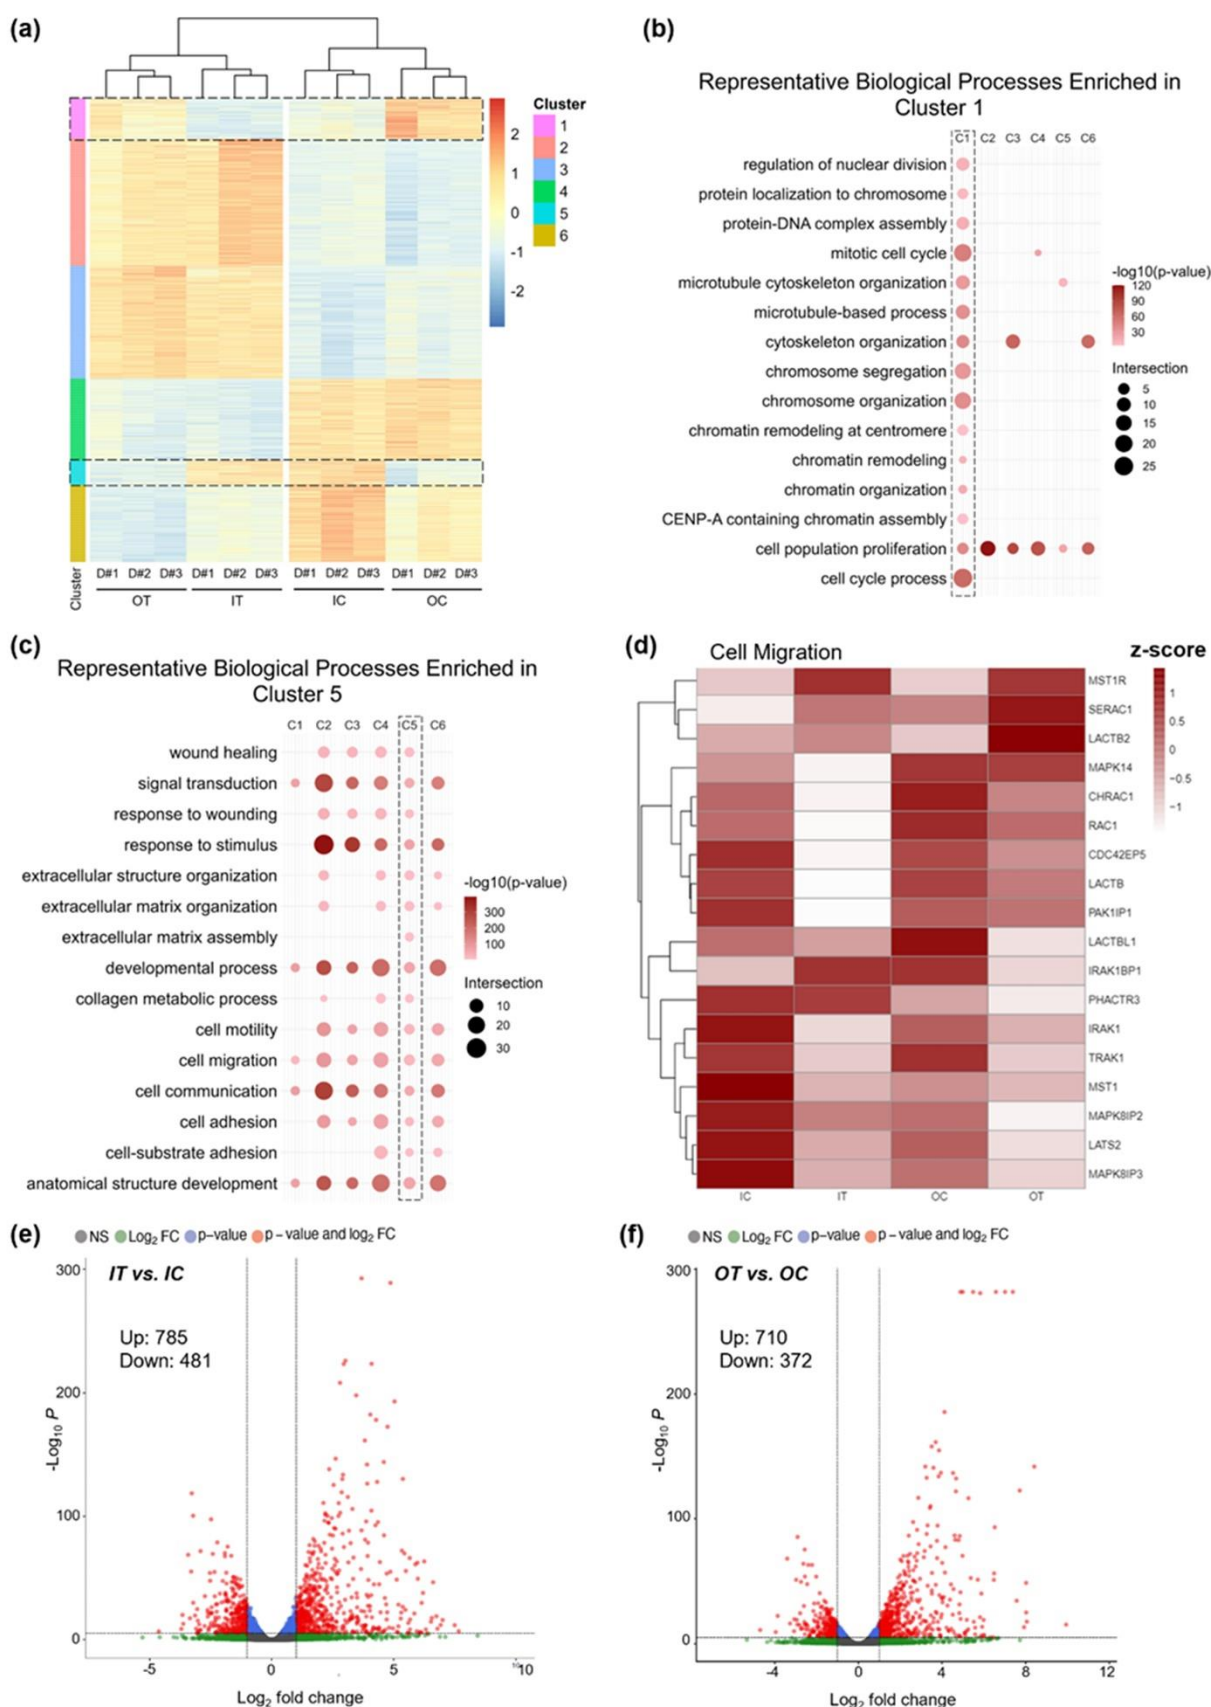 (a)
Cluster
1
2
3
4
5
6
2
1
0
-1
-2
Cluster
D#1 D#2 D#3 D#1 D#2 D#3 D#1 D#2 D#3 D#1 D#2 D#3
OT IT IC OC
(b)
Representative Biological Processes Enriched in
Cluster 1
C1 C2 C3 C4 C5 C6
regulation of nuclear division
protein localization to chromosome
protein-DNA complex assembly
mitotic cell cycle
microtubule cytoskeleton organization
microtubule-based process
cytoskeleton organization
chromosome segregation
chromosome organization
chromatin remodeling at centromere
chromatin remodeling
chromatin organization
CENP-A containing chromatin assembly
cell population proliferation
cell cycle process
-log10(p-value)
120
90
60
30
Intersection
5
10
15
20
25
(c)
Representative Biological Processes Enriched in
Cluster 5
C1 C2 C3 C4 C5 C6
wound healing
signal transduction
response to wounding
response to stimulus
extracellular structure organization
extracellular matrix organization
extracellular matrix assembly
developmental process
collagen metabolic process
cell motility
cell migration
cell communication
cell adhesion
cell-substrate adhesion
anatomical structure development
-log10(p-value)
300
200
100
Intersection
10
20
30
(d)
Cell Migration
z-score
1
0.5
0
−0.5
−1
MST1R
SERAC1
LACTB2
MAPK14
CHRAC1
RAC1
CDC42EP5
LACTB
PAK1IP1
LACTBL1
IRAK1BP1
PHACTR3
IRAK1
TRAK1
MST1
MAPK8IP2
LATS2
MAPK8IP3
IC IT OC OT
(e)
NS Log2 FC p−value p − value and log2 FC
IT vs. IC
Up: 785
Down: 481
300
200
100
0
-Log10 P
-5 0 5 10 10
Log2 fold change
(f)
NS Log2 FC p−value p − value and log2 FC
OT vs. OC
Up: 710
Down: 372
300
200
100
0
-Log10 P
-4 0 4 8 12
Log2 fold change